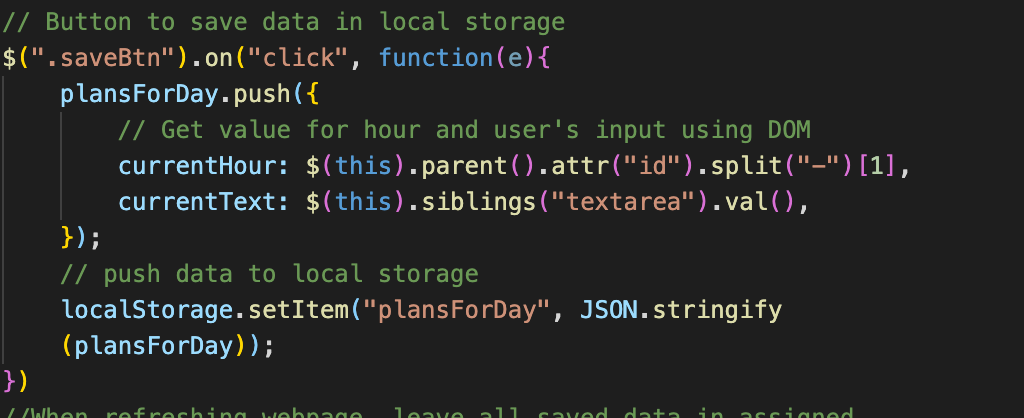 // Button to save data in local storage
$(".saveBtn").on("click", function(e){
plansForDay.push({
// Get value for hour and user's input using DOM
currentHour: $(this).parent().attr("id").split("-")[1],
currentText: $(this).siblings("textarea").val(),
});
// push data to local storage
localStorage.setItem("plansForDay", JSON.stringify
(plansForDay));
})
//When refreshing webpage, leave all saved data in assigned